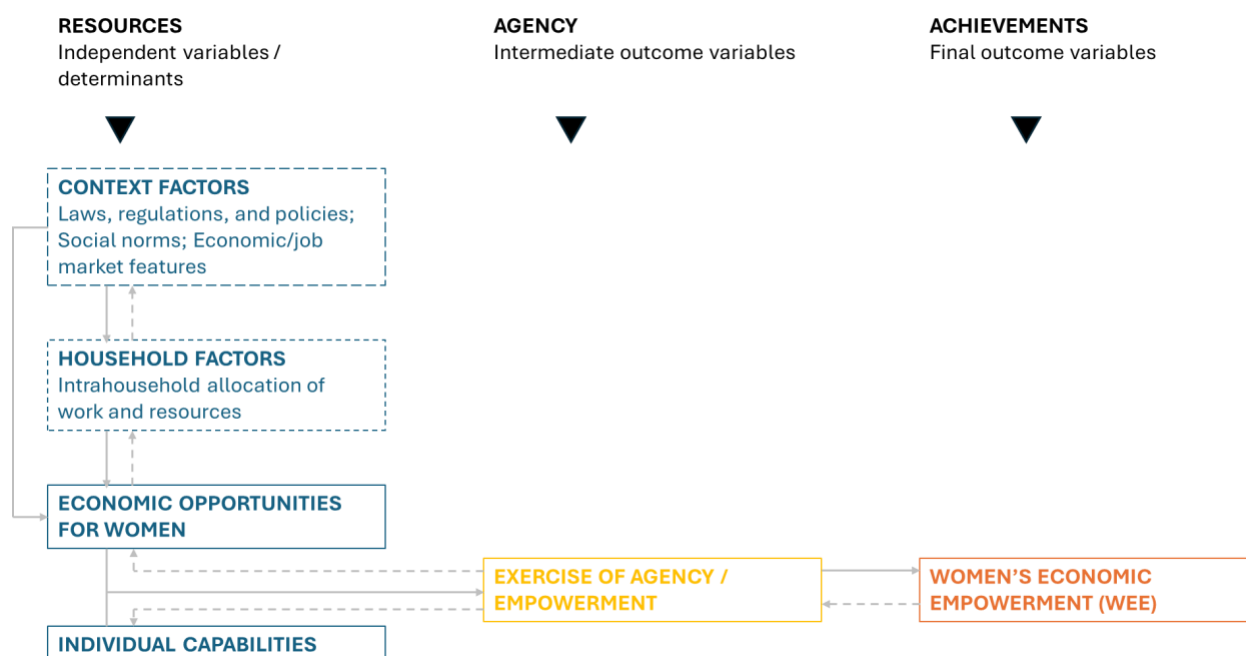 RESOURCES
Independent variables /
determinants
AGENCY
Intermediate outcome variables
ACHIEVEMENTS
Final outcome variables
CONTEXT FACTORS
Laws, regulations, and policies;
Social norms; Economic/job
market features
HOUSEHOLD FACTORS
Intrahousehold allocation of
work and resources
ECONOMIC OPPORTUNITIES
FOR WOMEN
EXERCISE OF AGENCY /
EMPOWERMENT
WOMEN’S ECONOMIC
EMPOWERMENT (WEE)
INDIVIDUAL CAPABILITIES